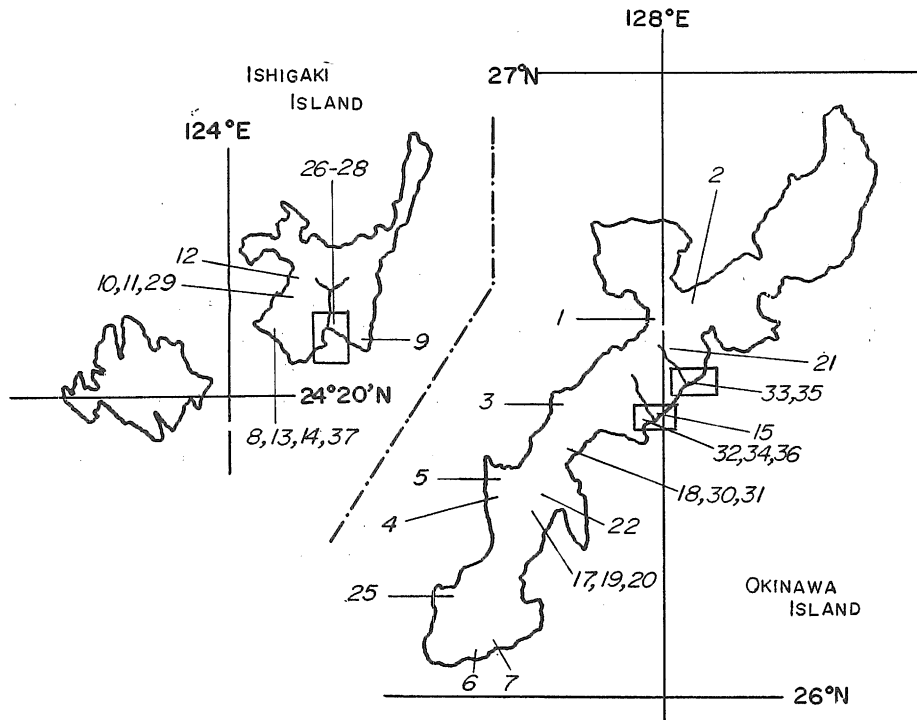 128°E
27°N
ISHIGAKI
ISLAND
124°E
26-28
2
12
10,11,29
1
9
21
24°20'N
33,35
3
8,13,14,37
15
32,34,36
5
18,30,31
4
22
17,19,20
25
OKINAWA
ISLAND
6
7
26°N